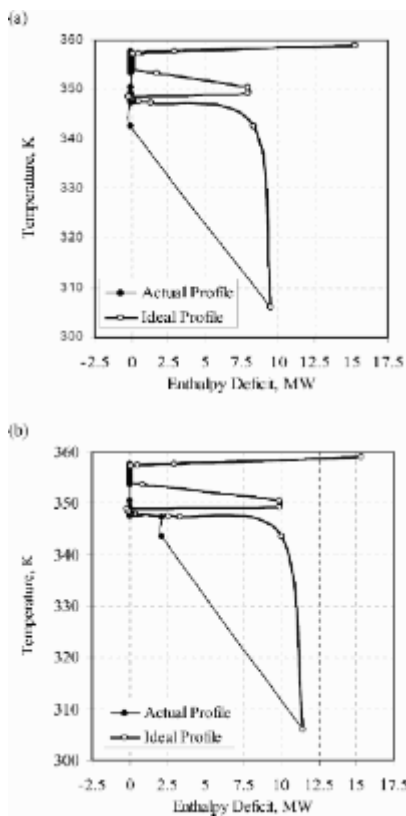 (a)
360
350
340
330
320
310
300
Temperature, K
Actual Profile
Ideal Profile
-2.5 0 2.5 5 7.5 10 12.5 15 17.5
Enthalpy Deficit, MW
(b)
360
350
340
330
320
310
300
Temperature, K
Actual Profile
Ideal Profile
-2.5 0 2.5 5 7.5 10 12.5 15 17.5
Enthalpy Deficit, MW